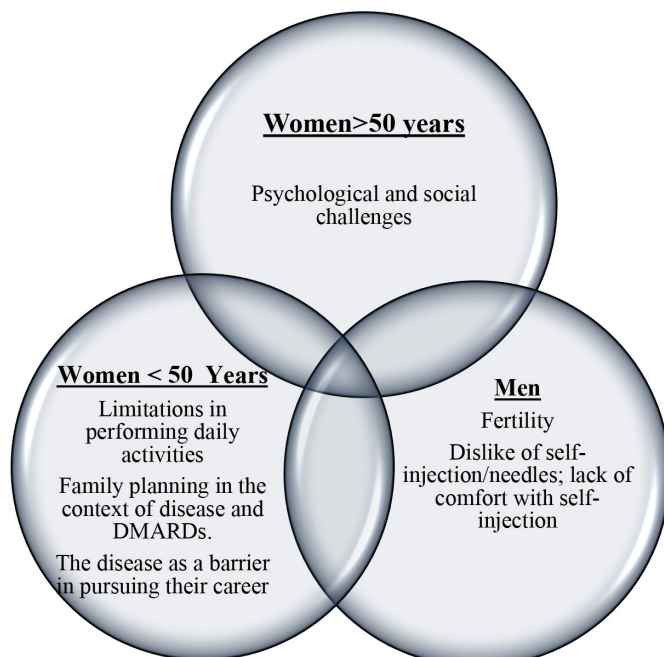 Women>50 years
Psychological and social
challenges
Women < 50 Years
Limitations in
performing daily
activities
Family planning in the
context of disease and
DMARDs.
The disease as a barrier
in pursuing their career
Men
Fertility
Dislike of self-
injection/needles; lack of
comfort with self-
injection